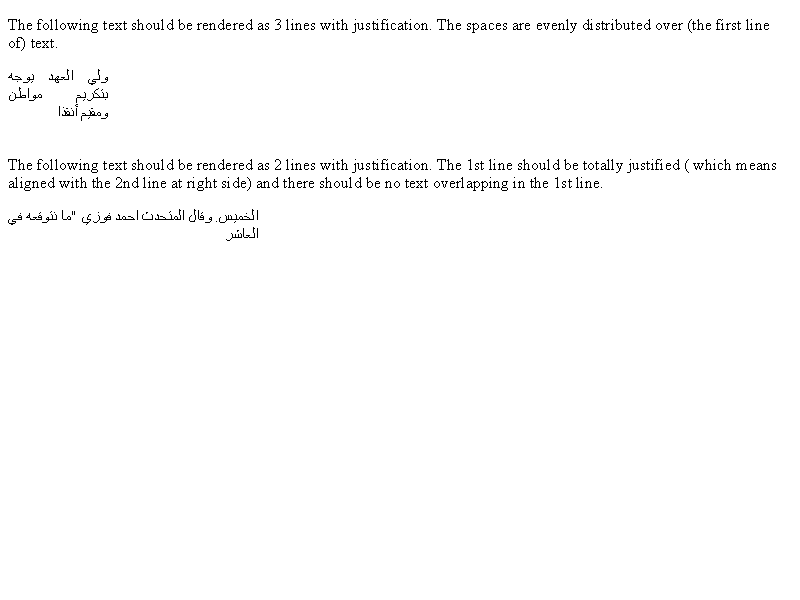 The following text should be rendered as 3 lines with justification. The spaces are evenly distributed over (the first line
of) text.
ولي العهد يوجه
بتكريم مواطن
ومقيم أنقذا
The following text should be rendered as 2 lines with justification. The 1st line should be totally justified ( which means
aligned with the 2nd line at right side) and there should be no text overlapping in the 1st line.
الخميس. وقال المتحدث احمد فوزي "ما نتوقعه في
العاشر